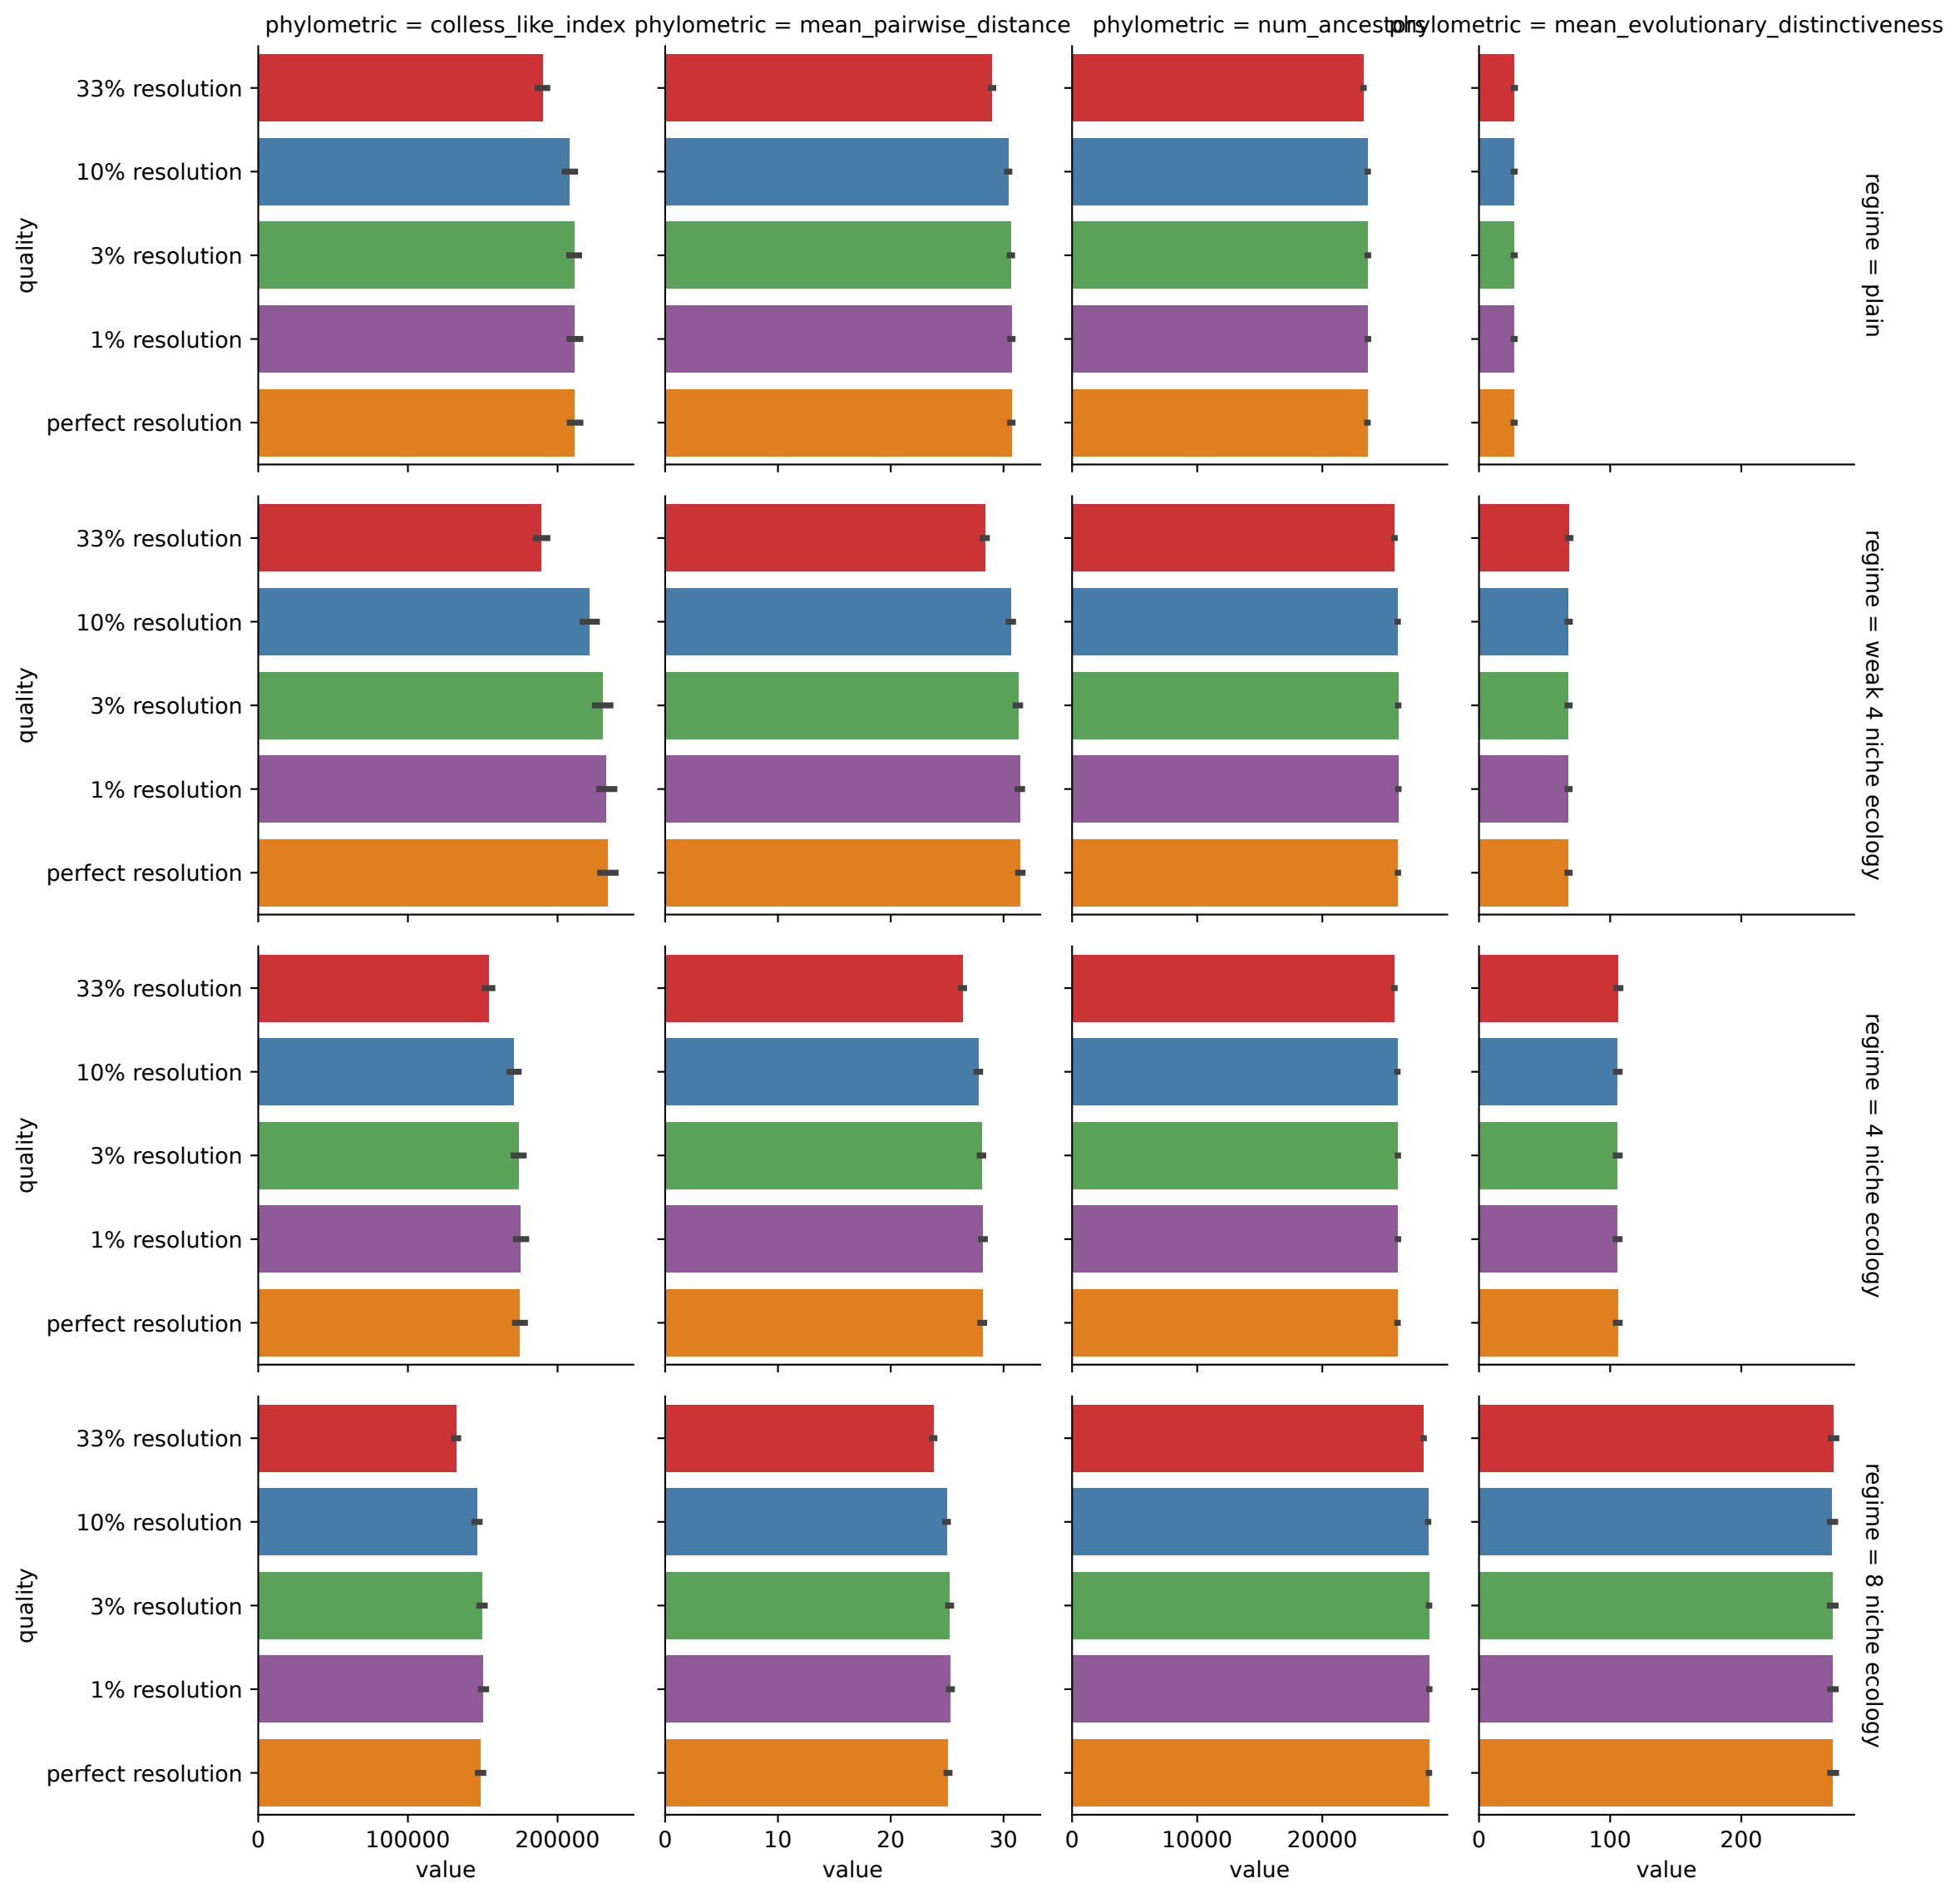 phylometric = colless_like_index
phylometric = mean_pairwise_distance
phylometric = num_ancestors
phylometric = mean_evolutionary_distinctiveness
quality
33% resolution
10% resolution
3% resolution
1% resolution
perfect resolution
regime = plain
quality
33% resolution
10% resolution
3% resolution
1% resolution
perfect resolution
regime = weak 4 niche ecology
quality
33% resolution
10% resolution
3% resolution
1% resolution
perfect resolution
regime = 4 niche ecology
quality
33% resolution
10% resolution
3% resolution
1% resolution
perfect resolution
regime = 8 niche ecology
0 100000 200000
0 10 20 30
0 10000 20000
0 100 200
value
value
value
value